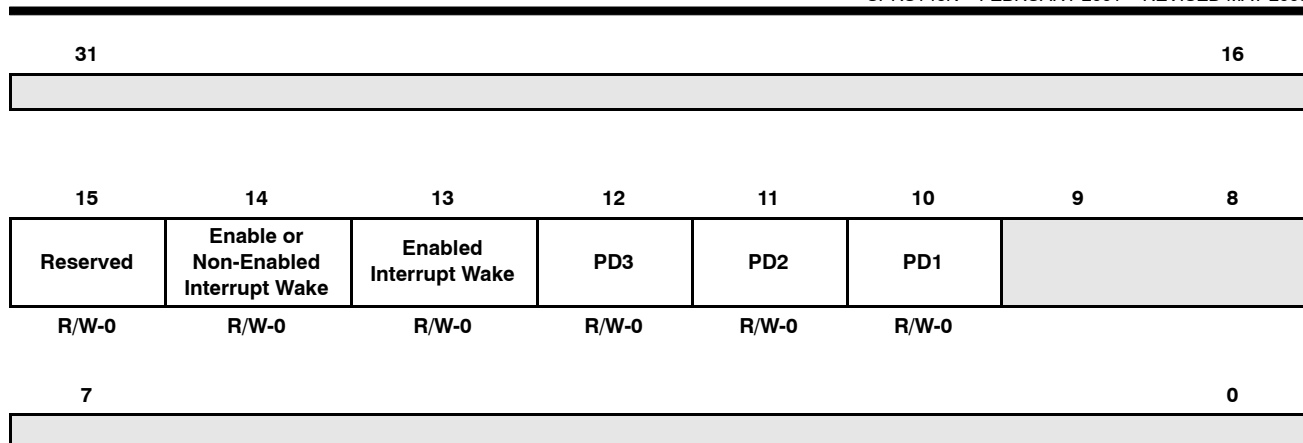 31 16
15 14 13 12 11 10 9 8
Reserved Enable or Non-Enabled Interrupt Wake Enabled Interrupt Wake PD3 PD2 PD1
R/W-0 R/W-0 R/W-0 R/W-0 R/W-0 R/W-0
7 0